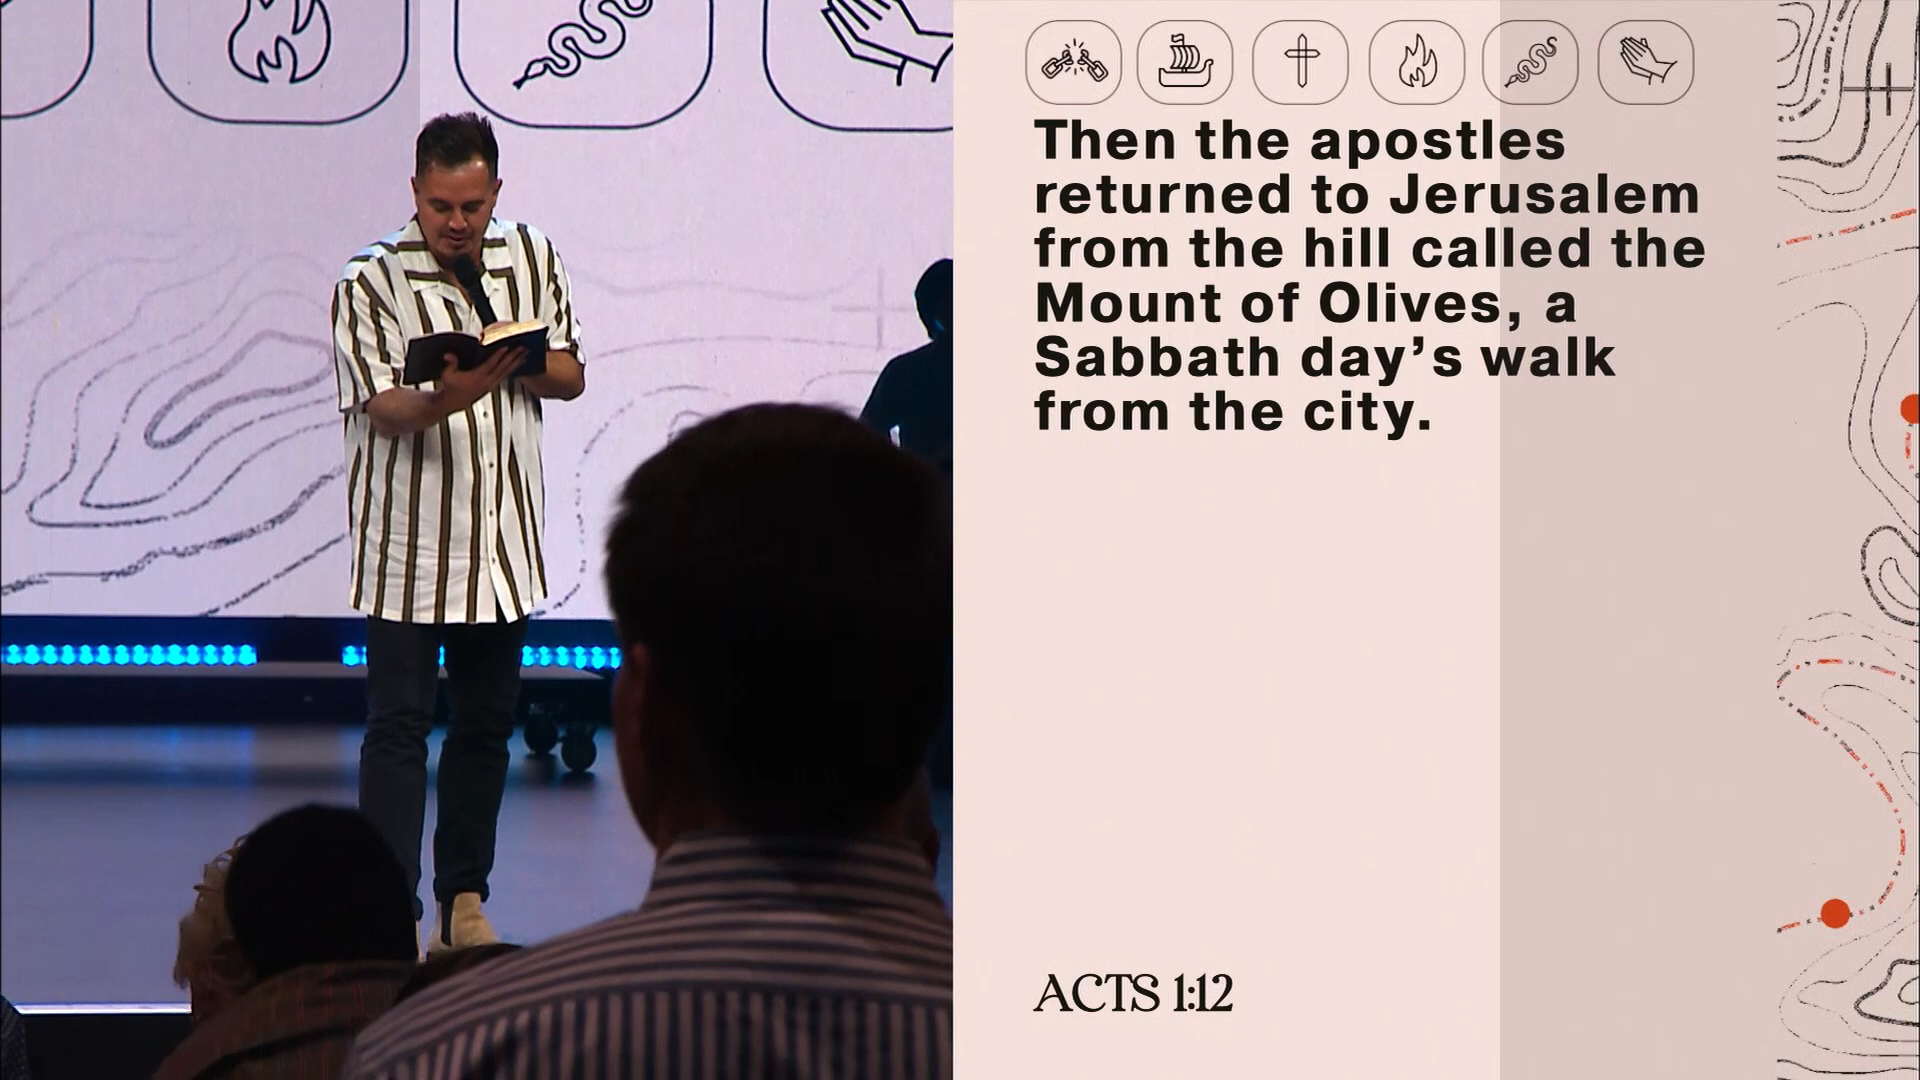 Then the apostles
returned to Jerusalem
from the hill called the
Mount of Olives, a
Sabbath day’s walk
from the city.
ACTS 1:12